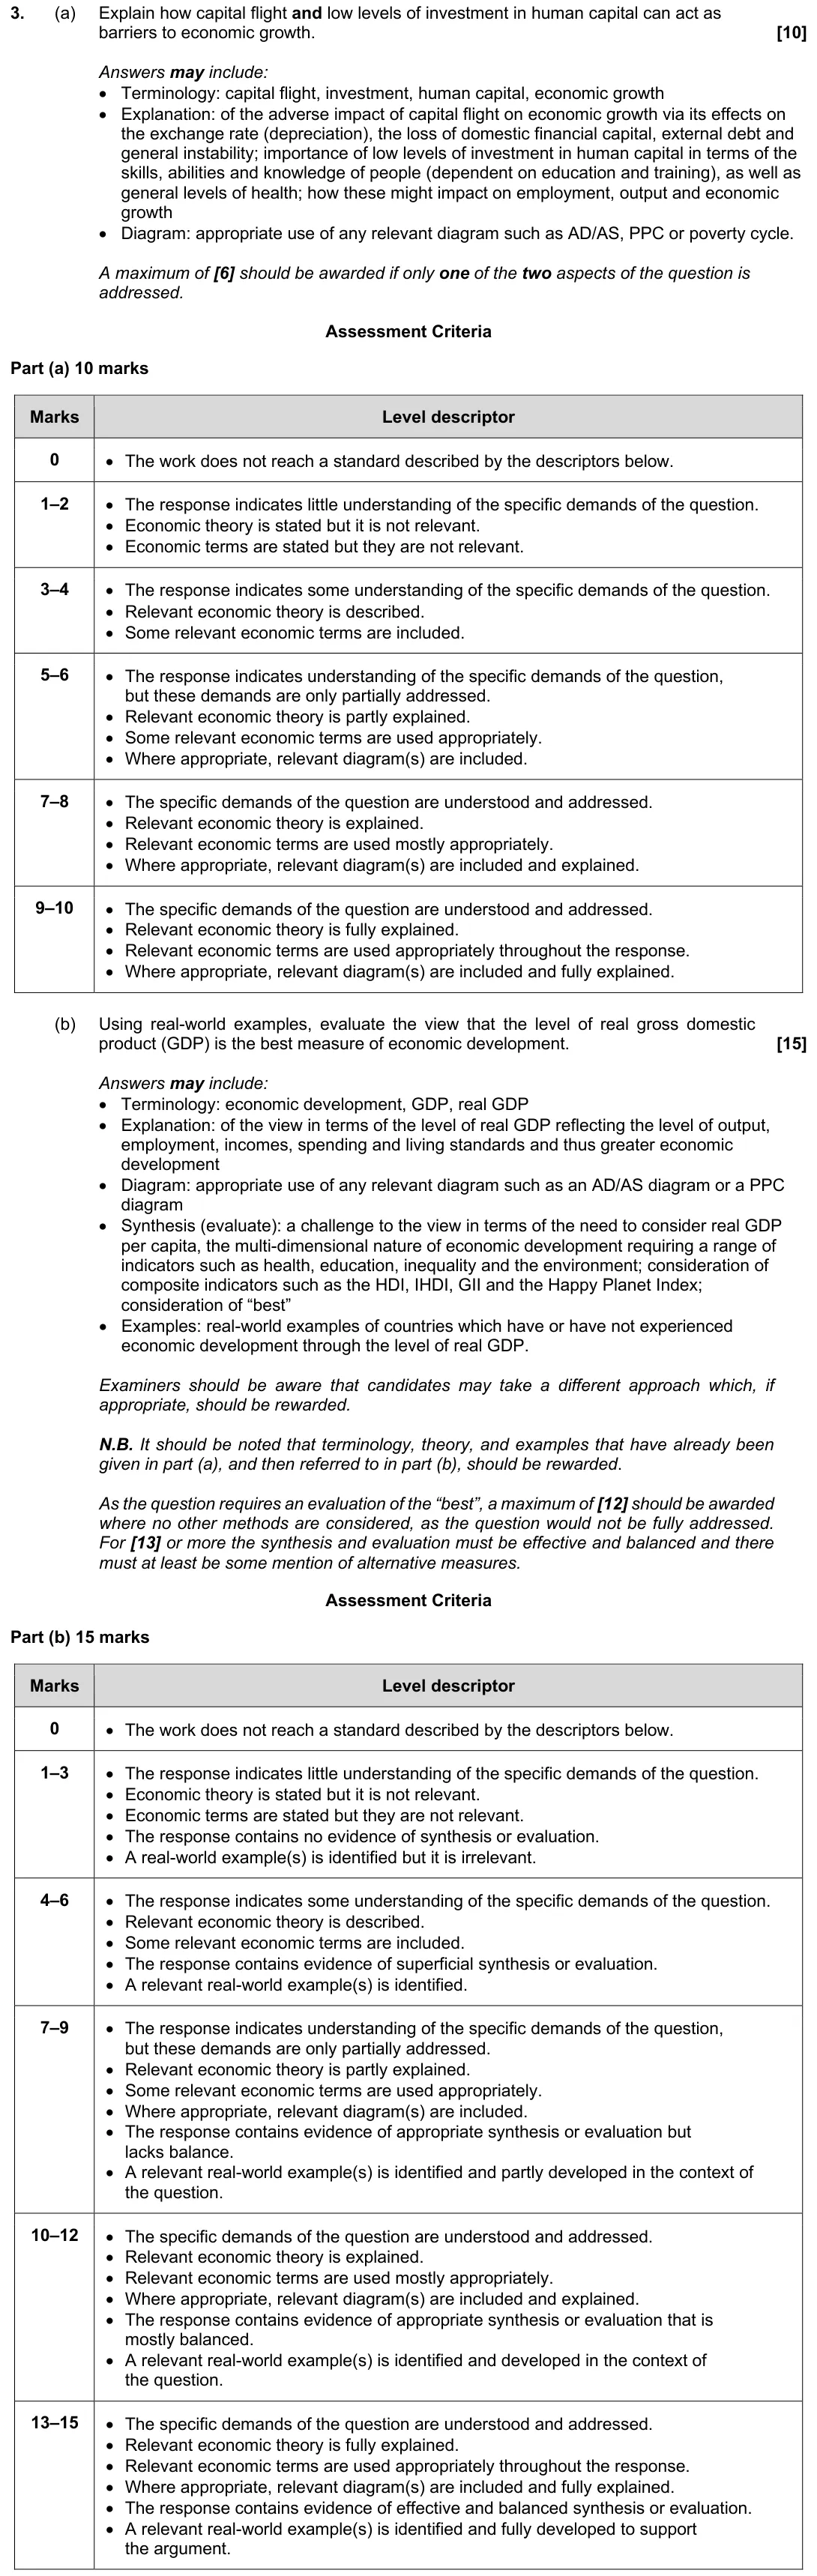 3. (a) Explain how capital flight and low levels of investment in human capital can act as
barriers to economic growth. [10]
Answers may include:
• Terminology: capital flight, investment, human capital, economic growth
• Explanation: of the adverse impact of capital flight on economic growth via its effects on
the exchange rate (depreciation), the loss of domestic financial capital, external debt and
general instability; importance of low levels of investment in human capital in terms of the
skills, abilities and knowledge of people (dependent on education and training), as well as
general levels of health; how these might impact on employment, output and economic
growth
• Diagram: appropriate use of any relevant diagram such as AD/AS, PPC or poverty cycle.
A maximum of [6] should be awarded if only one of the two aspects of the question is
addressed.
Assessment Criteria
Part (a) 10 marks
Marks Level descriptor
0 • The work does not reach a standard described by the descriptors below.
1–2 • The response indicates little understanding of the specific demands of the question.
• Economic theory is stated but it is not relevant.
• Economic terms are stated but they are not relevant.
3–4 • The response indicates some understanding of the specific demands of the question.
• Relevant economic theory is described.
• Some relevant economic terms are included.
5–6 • The response indicates understanding of the specific demands of the question,
but these demands are only partially addressed.
• Relevant economic theory is partly explained.
• Some relevant economic terms are used appropriately.
• Where appropriate, relevant diagram(s) are included.
7–8 • The specific demands of the question are understood and addressed.
• Relevant economic theory is explained.
• Relevant economic terms are used mostly appropriately.
• Where appropriate, relevant diagram(s) are included and explained.
9–10 • The specific demands of the question are understood and addressed.
• Relevant economic theory is fully explained.
• Relevant economic terms are used appropriately throughout the response.
• Where appropriate, relevant diagram(s) are included and fully explained.
(b) Using real-world examples, evaluate the view that the level of real gross domestic
product (GDP) is the best measure of economic development. [15]
Answers may include:
• Terminology: economic development, GDP, real GDP
• Explanation: of the view in terms of the level of real GDP reflecting the level of output,
employment, incomes, spending and living standards and thus greater economic
development
• Diagram: appropriate use of any relevant diagram such as an AD/AS diagram or a PPC
diagram
• Synthesis (evaluate): a challenge to the view in terms of the need to consider real GDP
per capita, the multi-dimensional nature of economic development requiring a range of
indicators such as health, education, inequality and the environment; consideration of
composite indicators such as the HDI, IHDI, GII and the Happy Planet Index;
consideration of “best”
• Examples: real-world examples of countries which have or have not experienced
economic development through the level of real GDP.
Examiners should be aware that candidates may take a different approach which, if
appropriate, should be rewarded.
N.B. It should be noted that terminology, theory, and examples that have already been
given in part (a), and then referred to in part (b), should be rewarded.
As the question requires an evaluation of the “best”, a maximum of [12] should be awarded
where no other methods are considered, as the question would not be fully addressed.
For [13] or more the synthesis and evaluation must be effective and balanced and there
must at least be some mention of alternative measures.
Assessment Criteria
Part (b) 15 marks
Marks Level descriptor
0 • The work does not reach a standard described by the descriptors below.
1–3 • The response indicates little understanding of the specific demands of the question.
• Economic theory is stated but it is not relevant.
• Economic terms are stated but they are not relevant.
• The response contains no evidence of synthesis or evaluation.
• A real-world example(s) is identified but it is irrelevant.
4–6 • The response indicates some understanding of the specific demands of the question.
• Relevant economic theory is described.
• Some relevant economic terms are included.
• The response contains evidence of superficial synthesis or evaluation.
• A relevant real-world example(s) is identified.
7–9 • The response indicates understanding of the specific demands of the question,
but these demands are only partially addressed.
• Relevant economic theory is partly explained.
• Some relevant economic terms are used appropriately.
• Where appropriate, relevant diagram(s) are included.
• The response contains evidence of appropriate synthesis or evaluation but
lacks balance.
• A relevant real-world example(s) is identified and partly developed in the context of
the question.
10–12 • The specific demands of the question are understood and addressed.
• Relevant economic theory is explained.
• Relevant economic terms are used mostly appropriately.
• Where appropriate, relevant diagram(s) are included and explained.
• The response contains evidence of appropriate synthesis or evaluation that is
mostly balanced.
• A relevant real-world example(s) is identified and developed in the context of
the question.
13–15 • The specific demands of the question are understood and addressed.
• Relevant economic theory is fully explained.
• Relevant economic terms are used appropriately throughout the response.
• Where appropriate, relevant diagram(s) are included and fully explained.
• The response contains evidence of effective and balanced synthesis or evaluation.
• A relevant real-world example(s) is identified and fully developed to support
the argument.